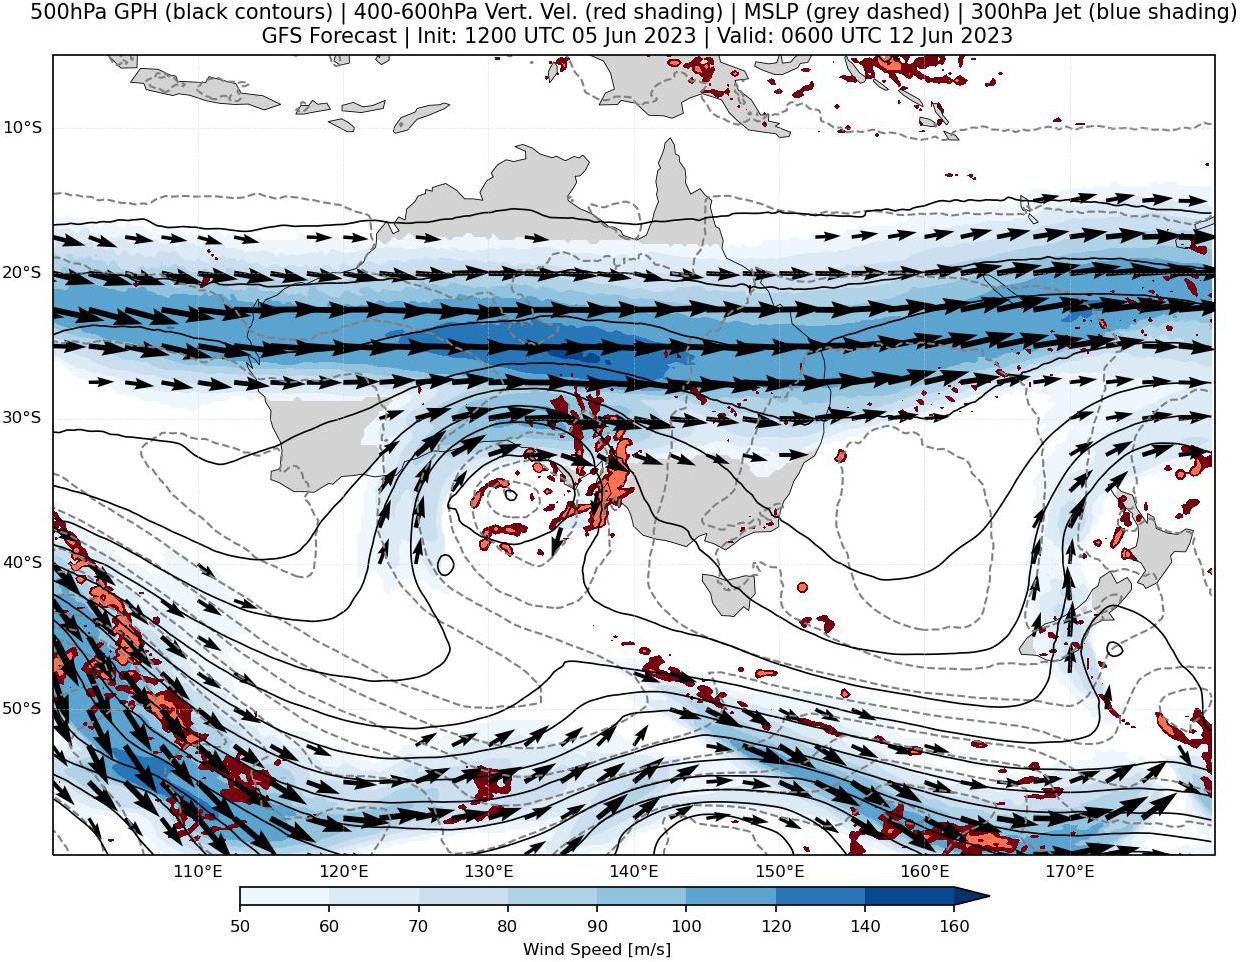 500hPa GPH (black contours) | 400-600hPa Vert. Vel. (red shading) | MSLP (grey dashed) | 300hPa Jet (blue shading)
GFS Forecast | Init: 1200 UTC 05 Jun 2023 | Valid: 0600 UTC 12 Jun 2023
10°S
20°S
30°S
40°S
50°S
110°E 120°E 130°E 140°E 150°E 160°E 170°E
50 60 70 80 90 100 120 140 160
Wind Speed [m/s]